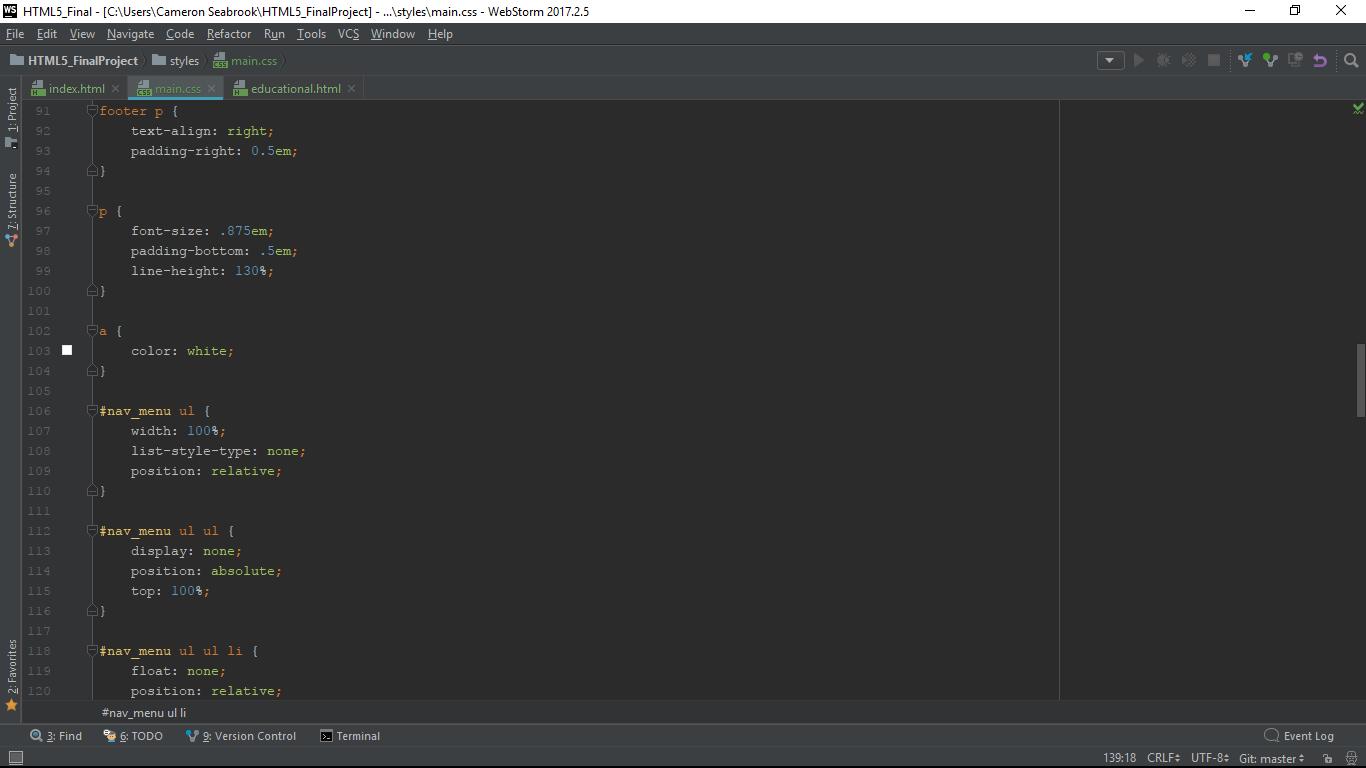 WS HTML5_Final - [C:\Users\Cameron Seabrook\HTML5_FinalProject] - ...\styles\main.css - WebStorm 2017.2.5
File Edit View Navigate Code Refactor Run Tools VCS Window Help
HTML5_FinalProject styles main.css
index.html main.css educational.html
1: Project
7: Structure
2: Favorites
91 footer p {
92 text-align: right;
93 padding-right: 0.5em;
94 }
95
96 p {
97 font-size: .875em;
98 padding-bottom: .5em;
99 line-height: 130%;
100 }
101
102 a {
103 color: white;
104 }
105
106 #nav_menu ul {
107 width: 100%;
108 list-style-type: none;
109 position: relative;
110 }
111
112 #nav_menu ul ul {
113 display: none;
114 position: absolute;
115 top: 100%;
116 }
117
118 #nav_menu ul ul li {
119 float: none;
120 position: relative;
#nav_menu ul li
3: Find 6: TODO 9: Version Control Terminal Event Log
139:18 CRLF UTF-8 Git: master